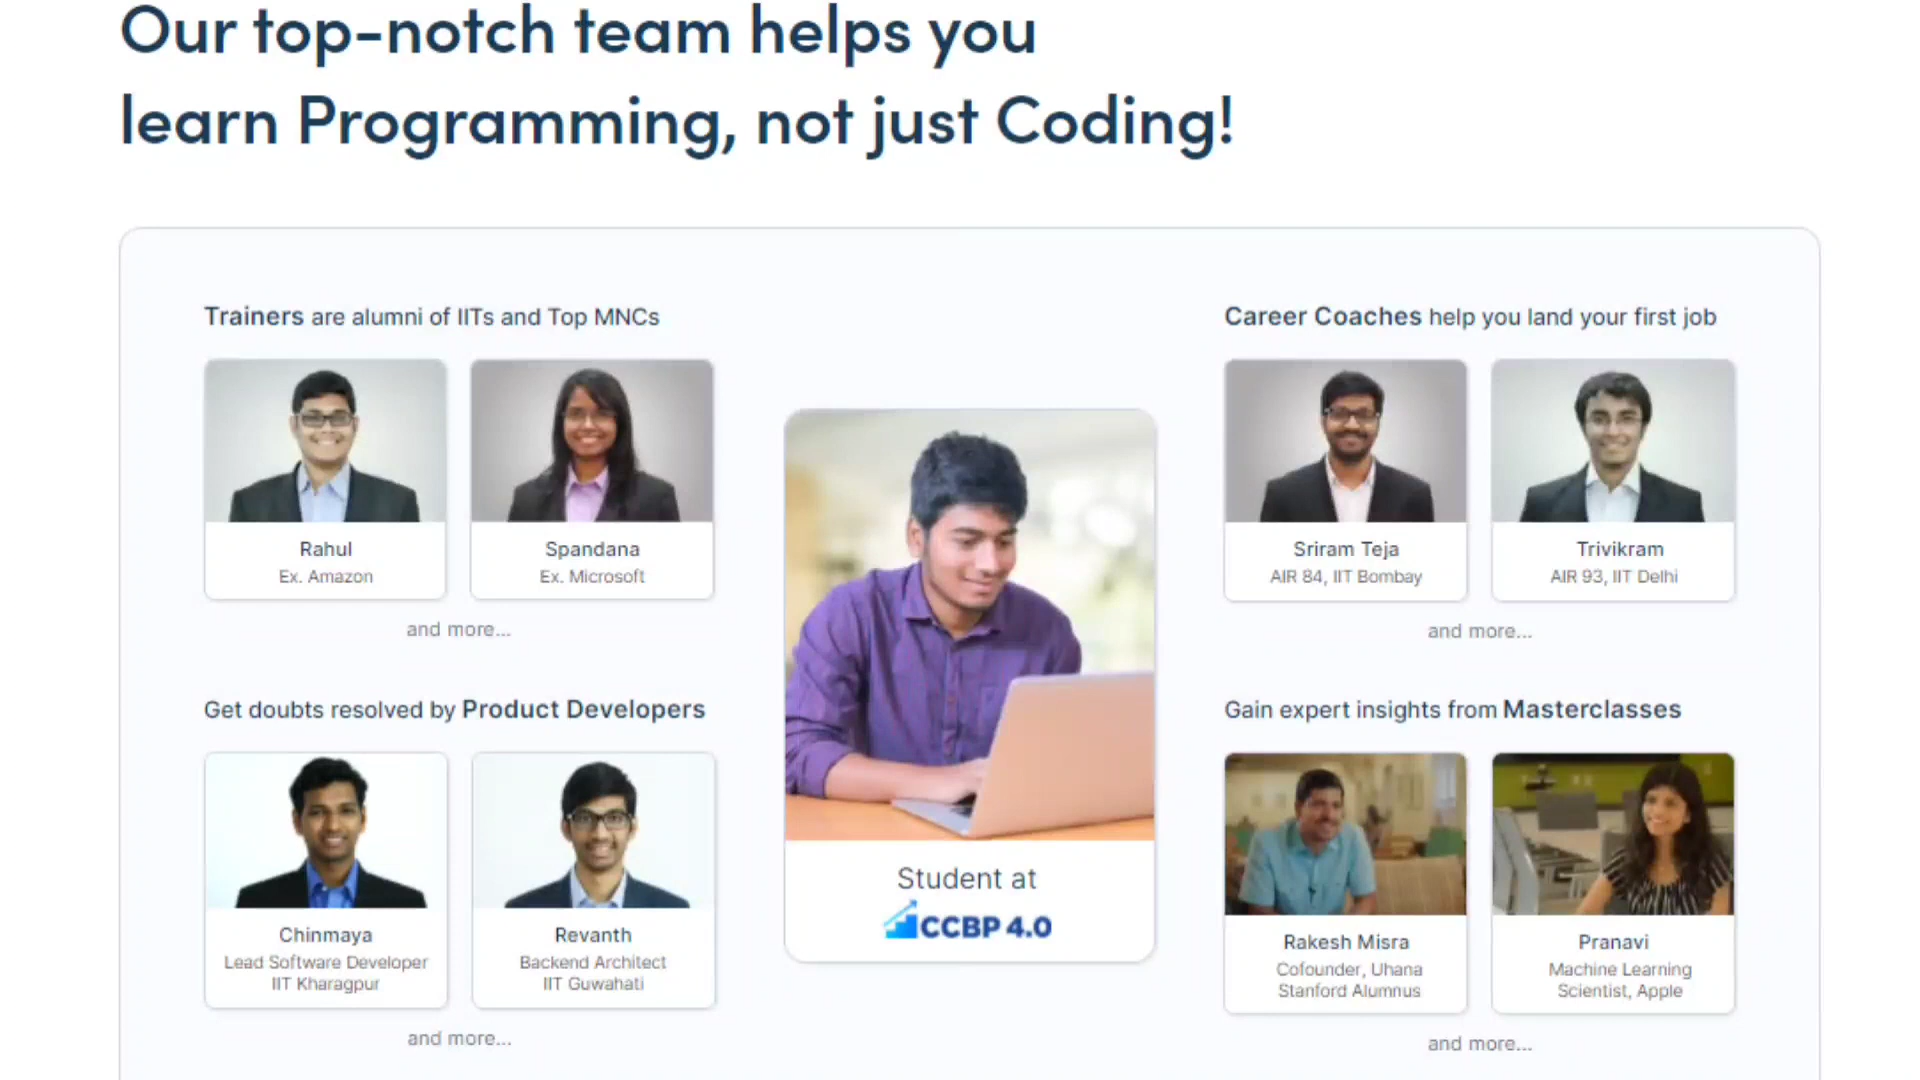 Our top-notch team helps you
learn Programming, not just Coding!
Trainers are alumni of IITs and Top MNCs
Rahul
Ex. Amazon
Spandana
Ex. Microsoft
and more...
Get doubts resolved by Product Developers
Chinmaya
Lead Software Developer
IIT Kharagpur
Revanth
Backend Architect
IIT Guwahati
and more...
Student at
CCBP 4.0
Career Coaches help you land your first job
Sriram Teja
AIR 84, IIT Bombay
Trivikram
AIR 93, IIT Delhi
and more...
Gain expert insights from Masterclasses
Rakesh Misra
Cofounder, Uhana
Stanford Alumnus
Pranavi
Machine Learning
Scientist, Apple
and more...